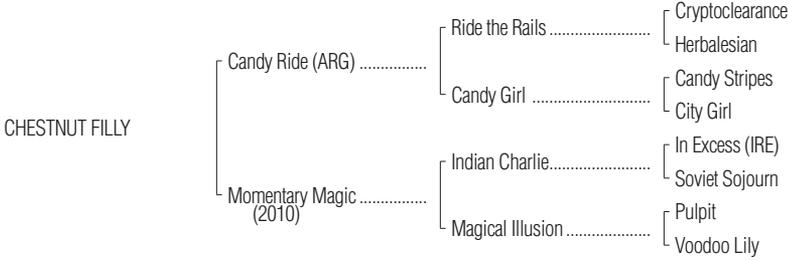 Cryptoclearance
Ride the Rails ........................
Herbalesian
Candy Ride (ARG) ................
Candy Stripes
Candy Girl ............................
City Girl
CHESTNUT FILLY
In Excess (IRE)
Indian Charlie........................
Soviet Sojourn
Momentary Magic ................
(2010)
Pulpit
Magical Illusion ....................
Voodoo Lily